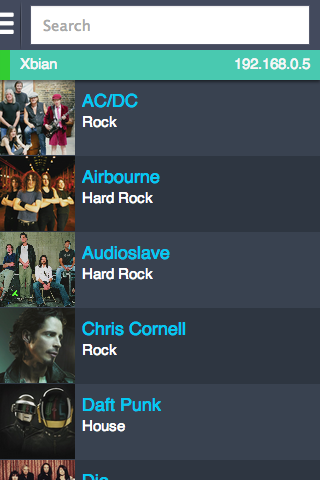 Search
Xbian 192.168.0.5
AC/DC
Rock
Airbourne
Hard Rock
Audioslave
Hard Rock
Chris Cornell
Rock
Daft Punk
House